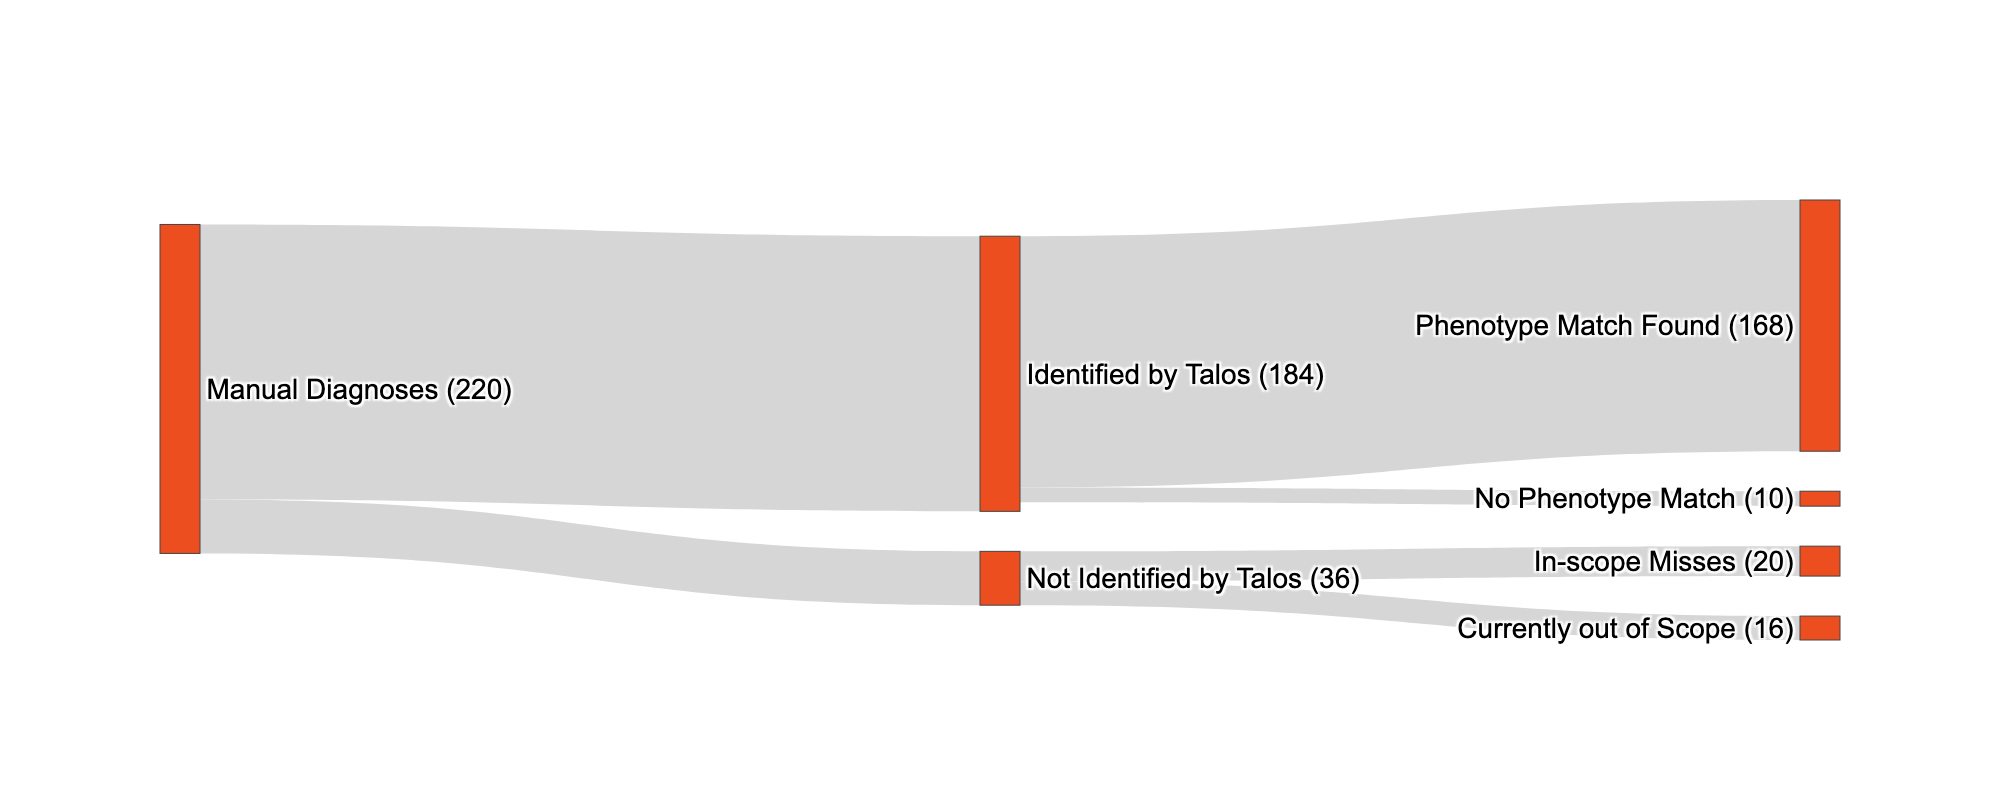 Manual Diagnoses (220)
Identified by Talos (184)
Not Identified by Talos (36)
Phenotype Match Found (168)
No Phenotype Match (10)
In-scope Misses (20)
Currently out of Scope (16)